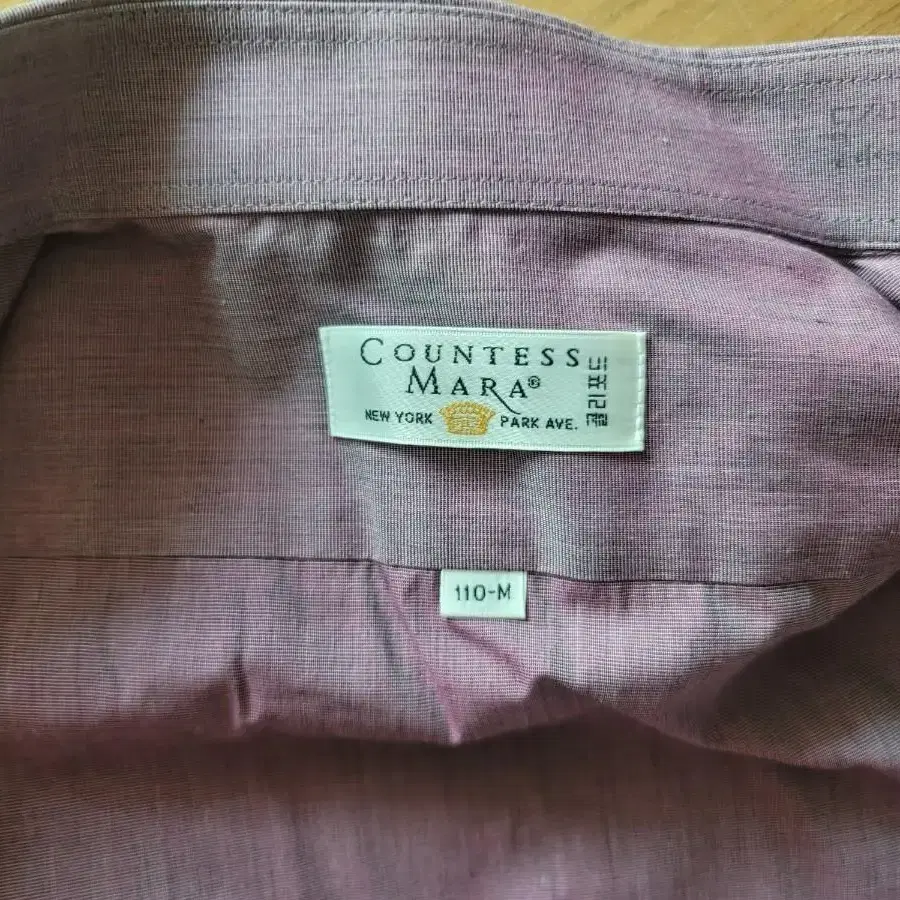 COUNTESS
MARA®
NEW YORK PARK AVE.
110-M